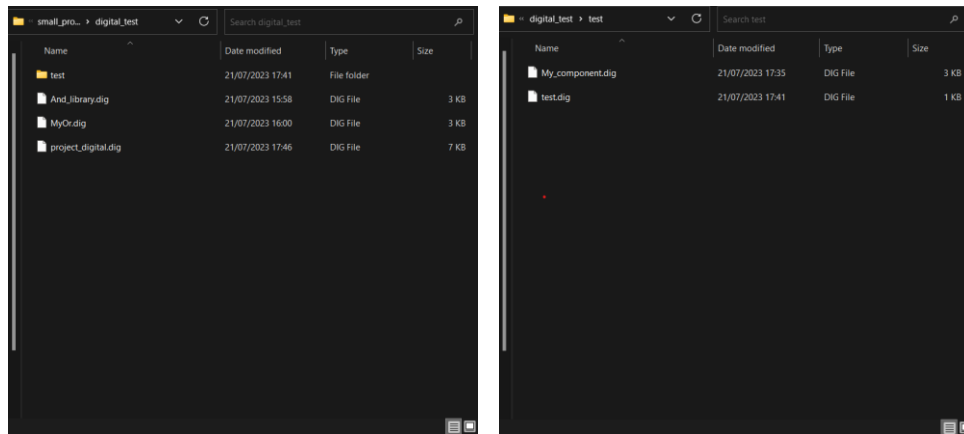 small_pro... › digital_test
Search digital_test
Name Date modified Type Size
test 21/07/2023 17:41 File folder
And_library.dig 21/07/2023 15:58 DIG File 3 KB
MyOr.dig 21/07/2023 16:00 DIG File 3 KB
project_digital.dig 21/07/2023 17:46 DIG File 7 KB
« digital_test › test
Search test
Name Date modified Type Size
My_component.dig 21/07/2023 17:35 DIG File 3 KB
test.dig 21/07/2023 17:41 DIG File 1 KB